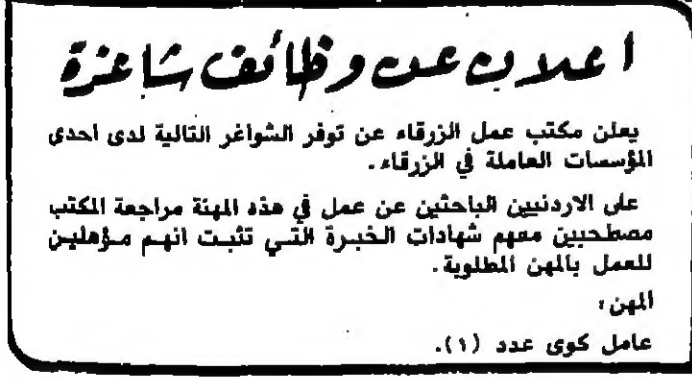 اعلان عن وظائف شاغرة
يعلن مكتب عمل الزرقاء عن توفر الشواغر التالية لدى احدى
المؤسسات العاملة في الزرقاء.
على الاردنيين الباحثين عن عمل في هذه المهنة مراجعة المكتب
مصطحبين معهم شهادات الخبرة التي تثبت انهم مؤهلين
للعمل بالمهن المطلوبة.
المهن:
عامل كوى عدد (١).